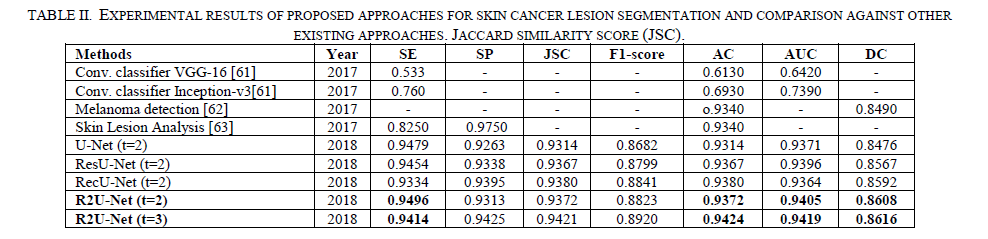 TABLE II. EXPERIMENTAL RESULTS OF PROPOSED APPROACHES FOR SKIN CANCER LESION SEGMENTATION AND COMPARISON AGAINST OTHER
EXISTING APPROACHES. JACCARD SIMILARITY SCORE (JSC).
Methods Year SE SP JSC F1-score AC AUC DC
Conv. classifier VGG-16 [61] 2017 0.533 - - - 0.6130 0.6420 -
Conv. classifier Inception-v3[61] 2017 0.760 - - - 0.6930 0.7390 -
Melanoma detection [62] 2017 - - - - o.9340 - 0.8490
Skin Lesion Analysis [63] 2017 0.8250 0.9750 - - 0.9340 - -
U-Net (t=2) 2018 0.9479 0.9263 0.9314 0.8682 0.9314 0.9371 0.8476
ResU-Net (t=2) 2018 0.9454 0.9338 0.9367 0.8799 0.9367 0.9396 0.8567
RecU-Net (t=2) 2018 0.9334 0.9395 0.9380 0.8841 0.9380 0.9364 0.8592
R2U-Net (t=2) 2018 0.9496 0.9313 0.9372 0.8823 0.9372 0.9405 0.8608
R2U-Net (t=3) 2018 0.9414 0.9425 0.9421 0.8920 0.9424 0.9419 0.8616